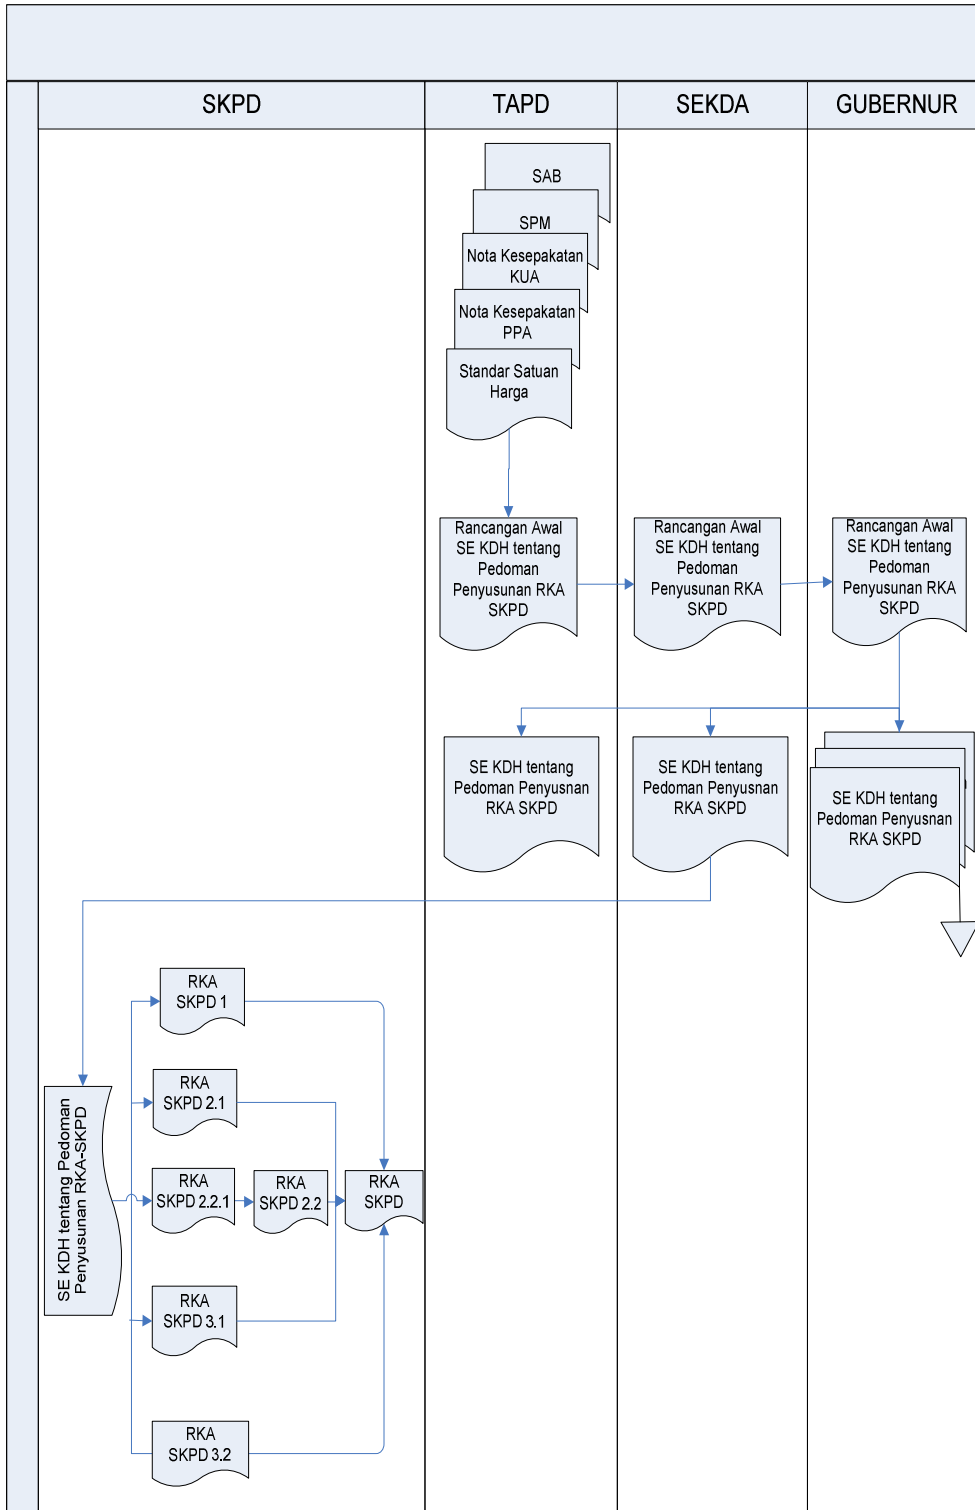 SKPD
TAPD
SEKDA
GUBERNUR
SAB
SPM
Nota Kesepakatan
KUA
Nota Kesepakatan
PPA
Standar Satuan
Harga
Rancangan Awal
SE KDH tentang
Pedoman
Penyusunan RKA
SKPD
Rancangan Awal
SE KDH tentang
Pedoman
Penyusunan RKA
SKPD
Rancangan Awal
SE KDH tentang
Pedoman
Penyusunan RKA
SKPD
SE KDH tentang
Pedoman Penyusnan
RKA SKPD
SE KDH tentang
Pedoman Penyusnan
RKA SKPD
SE KDH tentang
Pedoman Penyusnan
RKA SKPD
SE KDH tentang Pedoman
Penyusunan RKA-SKPD
RKA
SKPD 1
RKA
SKPD 2.1
RKA
SKPD 2.2.1
RKA
SKPD 2.2
RKA
SKPD
RKA
SKPD 3.1
RKA
SKPD 3.2